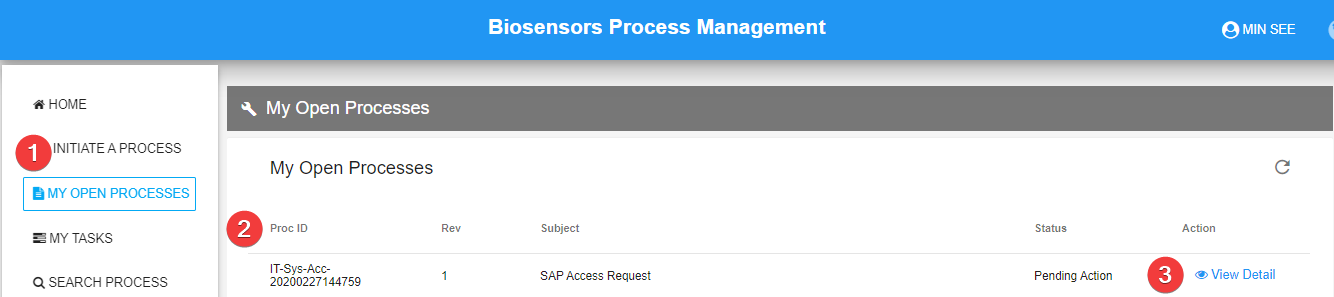 Biosensors Process Management
MIN SEE
HOME
My Open Processes
1 INITIATE A PROCESS
My Open Processes
MY OPEN PROCESSES
2 Proc ID Rev Subject Status Action
MY TASKS
IT-Sys-Acc-
20200227144759 1 SAP Access Request Pending Action 3 View Detail
SEARCH PROCESS